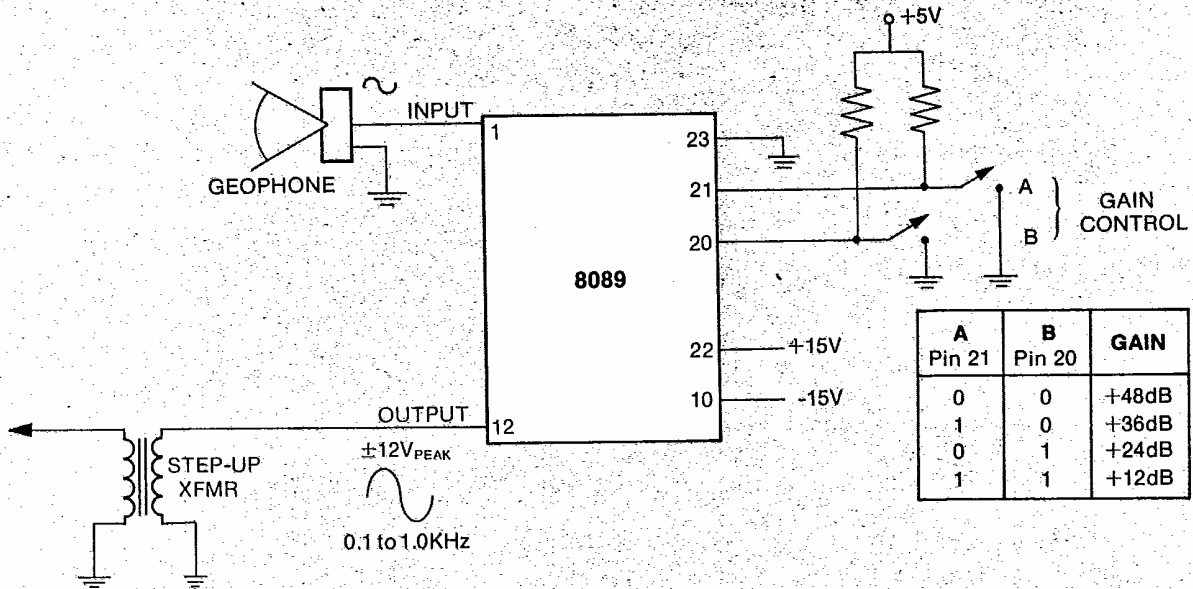 +5V
INPUT
GEOPHONE
1
23
21
20
A
B
GAIN
CONTROL
8089
22
+15V
10
-15V
OUTPUT
12
±12VPEAK
STEP-UP
XFMR
0.1 to 1.0KHz
A B GAIN
Pin 21 Pin 20
0 0 +48dB
1 0 +36dB
0 1 +24dB
1 1 +12dB